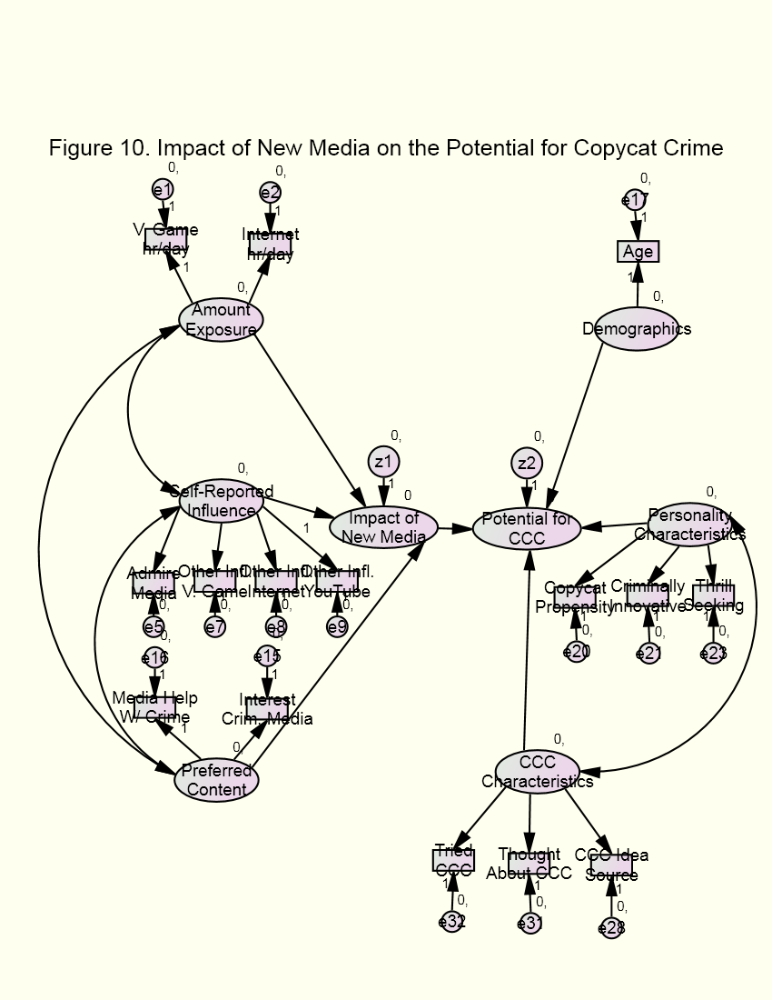 Figure 10. Impact of New Media on the Potential for Copycat Crime
0,
e1
1
0,
e2
1
0,
e17
1
V. Game
hr/day
1
Internet
hr/day
Age
1
0,
Amount
Exposure
0,
Demographics
0,
z1
1
0,
z2
1
0,
Self-Reported
Influence
1
0
Impact of
New Media
Potential for
CCC
0,
Personality
Characteristics
Admire
Media
Other Infl.
V. Game
Other Infl.
Internet
Other Infl.
YouTube
Copycat
Propensity
Criminally
Innovative
Thrill
Seeking
0,
e5
0,
e7
0,
e8
0,
e9
1
0,
e20
1
0,
e21
1
0,
e23
0,
e16
1
e15
1
Media Help
W/ Crime
1
Interest
Crim. Media
0,
Preferred
Content
0,
CCC
Characteristics
Tried
CCC
Thought
About CCC
CCC Idea
Source
1
0,
e32
1
0,
e31
1
0,
e28